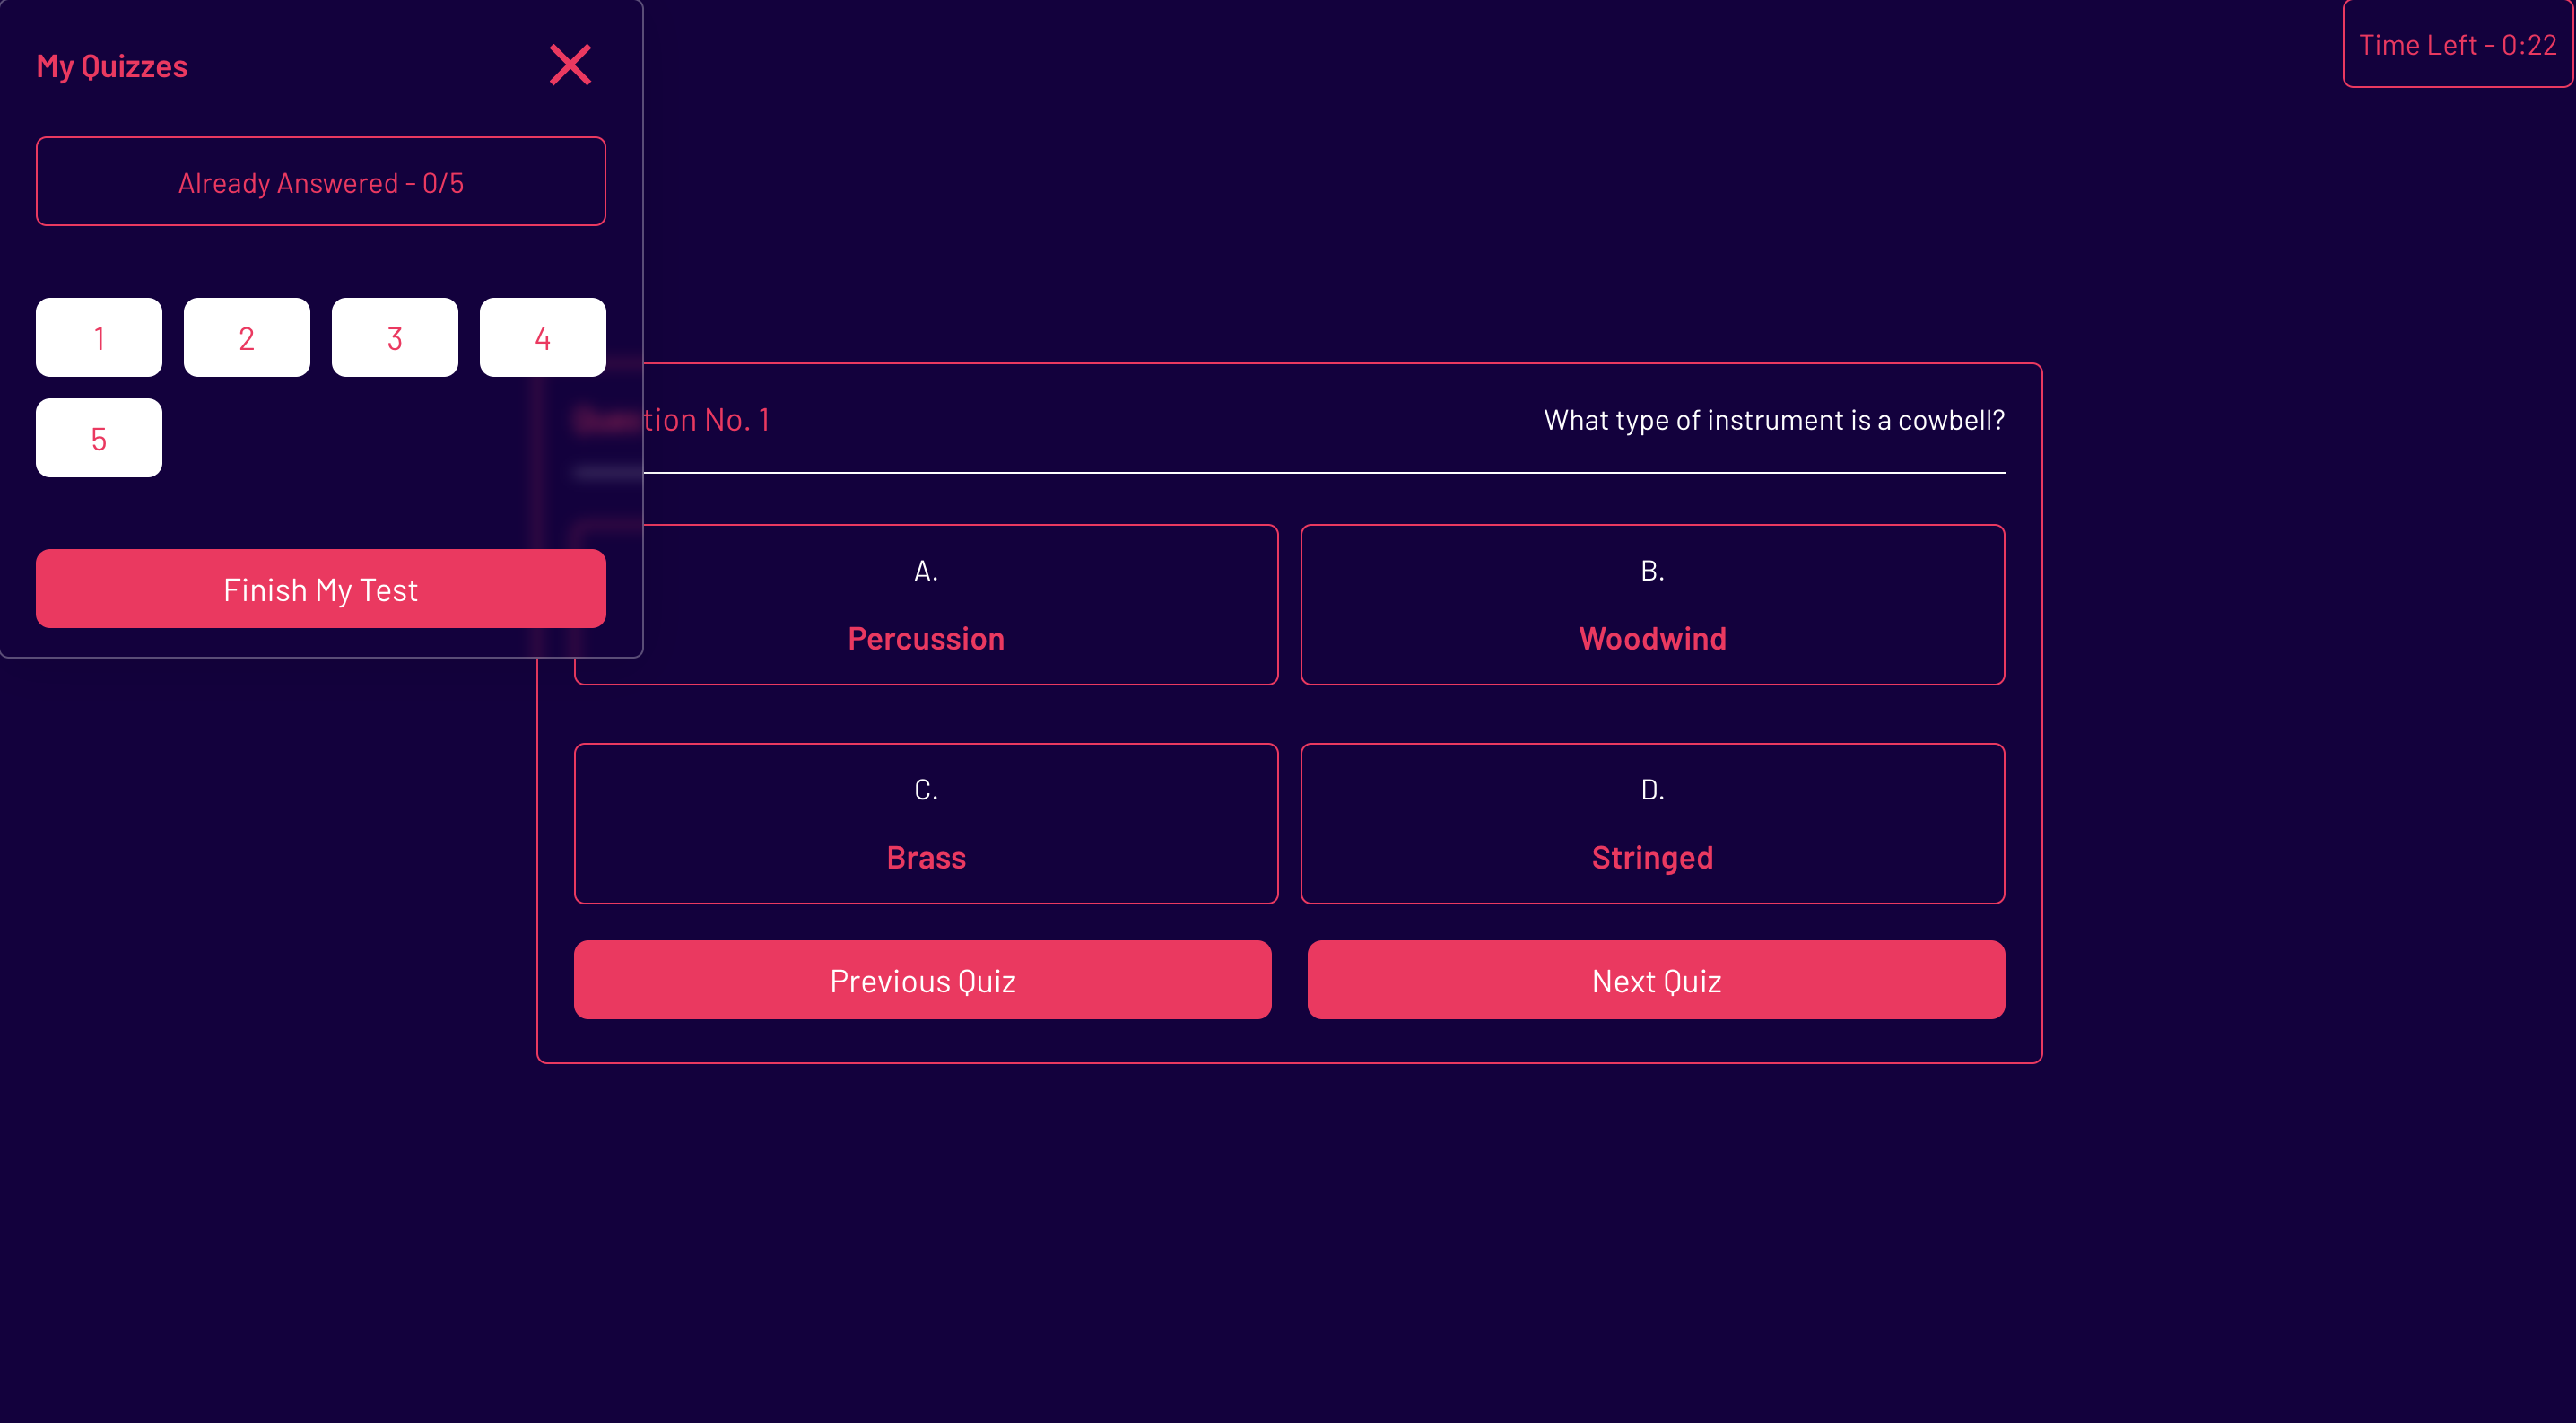 My Quizzes
Time Left - 0:22
Already Answered - 0/5
1
2
3
4
5
Finish My Test
tion No. 1
What type of instrument is a cowbell?
A.
Percussion
B.
Woodwind
C.
Brass
D.
Stringed
Previous Quiz
Next Quiz